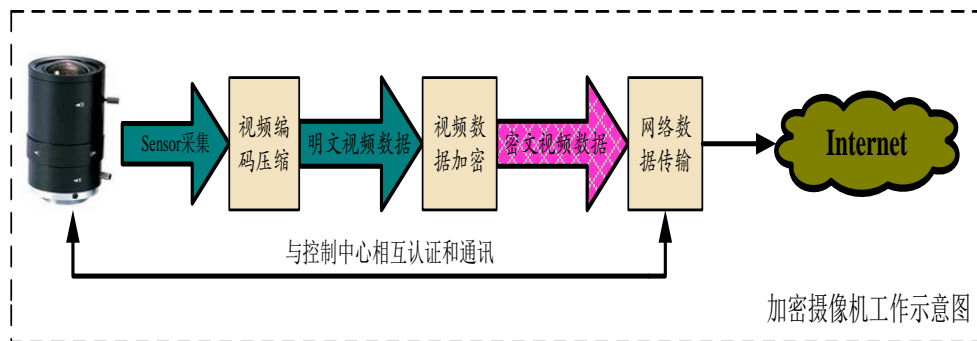 Sensor采集
视频编
码压缩
明文视频数据
视频数
据加密
密文视频数据
网络数
据传输
Internet
与控制中心相互认证和通讯
加密摄像机工作示意图